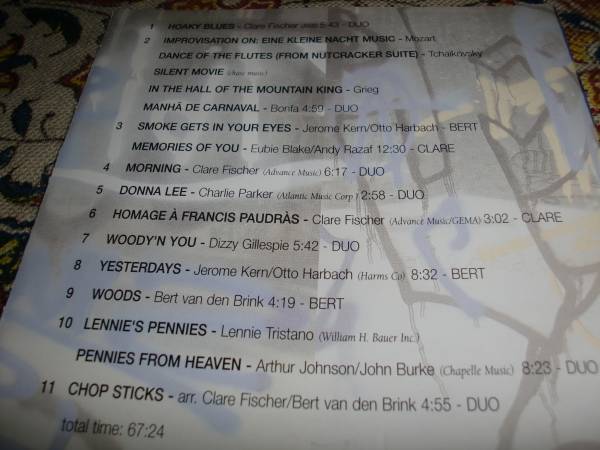 1 HOAKY BLUES - Clare Fischer 5:43 - DUO
2 IMPROVISATION ON: EINE KLEINE NACHT MUSIC - Mozart
DANCE OF THE FLUTES (FROM NUTCRACKER SUITE) - Tchaikovsky
SILENT MOVIE (chase music)
IN THE HALL OF THE MOUNTAIN KING - Grieg
MANHÃ DE CARNAVAL - Bonfa 4:59 - DUO
3 SMOKE GETS IN YOUR EYES - Jerome Kern/Otto Harbach - BERT
MEMORIES OF YOU - Eubie Blake/Andy Razaf 12:30 - CLARE
4 MORNING - Clare Fischer (Advance Music) 6:17 - DUO
5 DONNA LEE - Charlie Parker (Atlantic Music Corp.) 2:58 - DUO
6 HOMAGE À FRANCIS PAUDRÀS - Clare Fischer (Advance Music/GEMA) 3:02 - CLARE
7 WOODY'N YOU - Dizzy Gillespie 5:42 - DUO
8 YESTERDAYS - Jerome Kern/Otto Harbach (Harms Co) 8:32 - BERT
9 WOODS - Bert van den Brink 4:19 - BERT
10 LENNIE'S PENNIES - Lennie Tristano (William H. Bauer Inc.)
PENNIES FROM HEAVEN - Arthur Johnson/John Burke (Chapelle Music) 8:23 - DUO
11 CHOP STICKS - arr. Clare Fischer/Bert van den Brink 4:55 - DUO
total time: 67:24